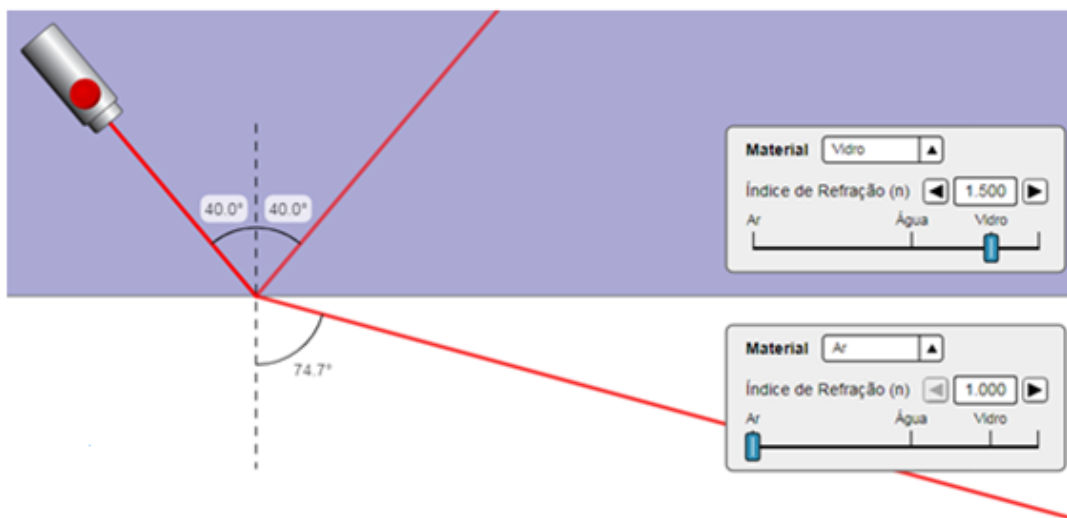 40.0° 40.0°
74.7°
Material Vidro
Índice de Refração (n) 1.500
Ar Água Vidro
Material Ar
Índice de Refração (n) 1.000
Ar Água Vidro